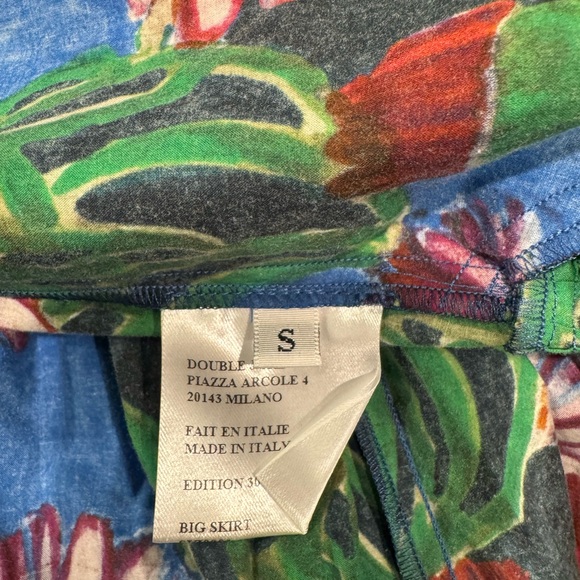 S
DOUBLE
PIAZZA ARCOLE 4
20143 MILANO
FAIT EN ITALIE
MADE IN ITALY
EDITION 30
BIG SKIRT